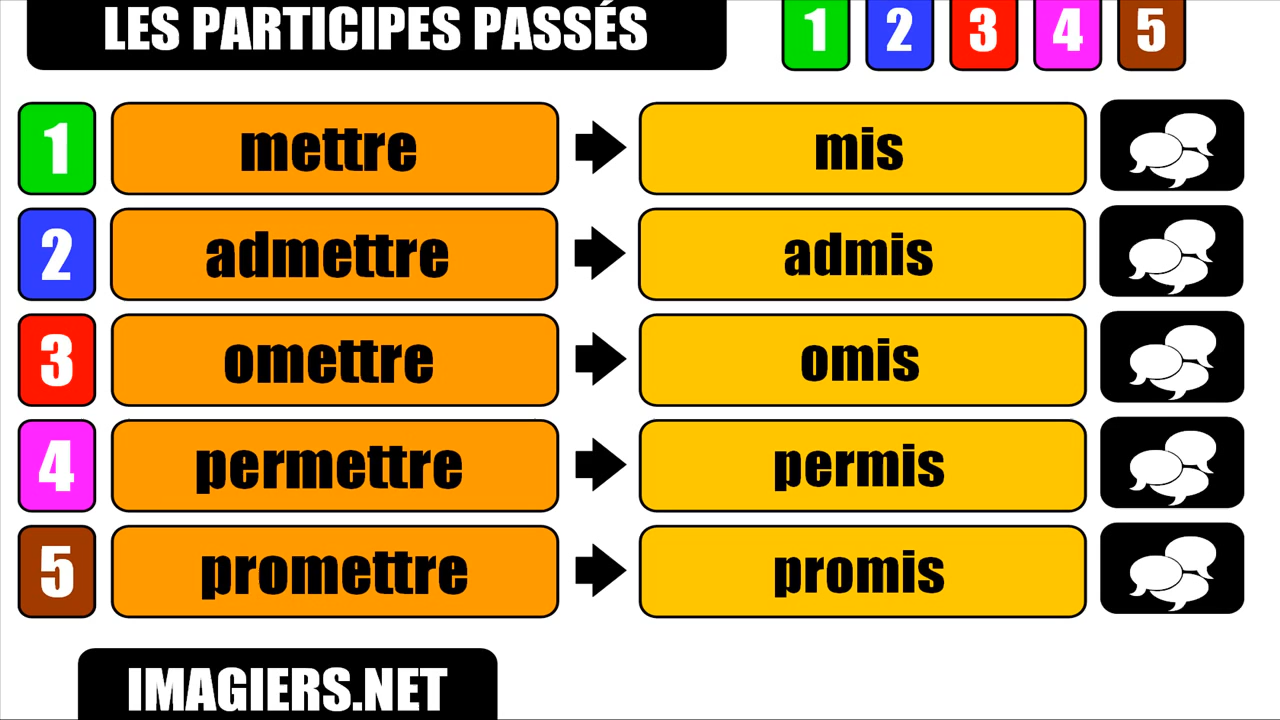 LES PARTICIPES PASSÉS 1 2 3 4 5
1 mettre mis
2 admettre admis
3 omettre omis
4 permettre permis
5 promettre promis
IMAGIERS.NET